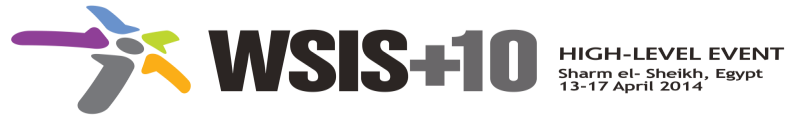 WSIS+10
HIGH-LEVEL EVENT
Sharm el- Sheikh, Egypt
13-17 April 2014